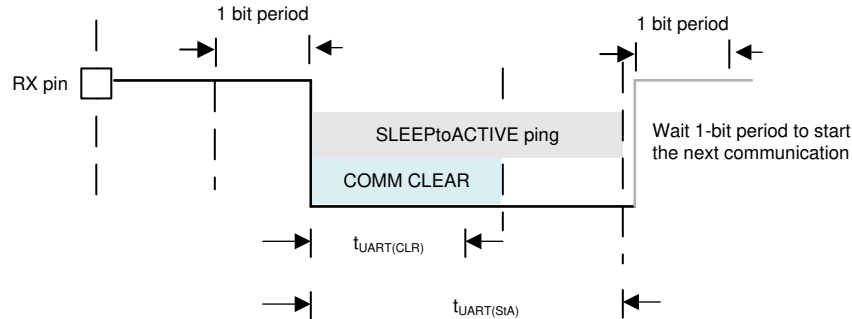 1 bit period
1 bit period
RX pin
SLEEPtoACTIVE ping
Wait 1-bit period to start
the next communication
COMM CLEAR
tUART(CLR)
tUART(StA)